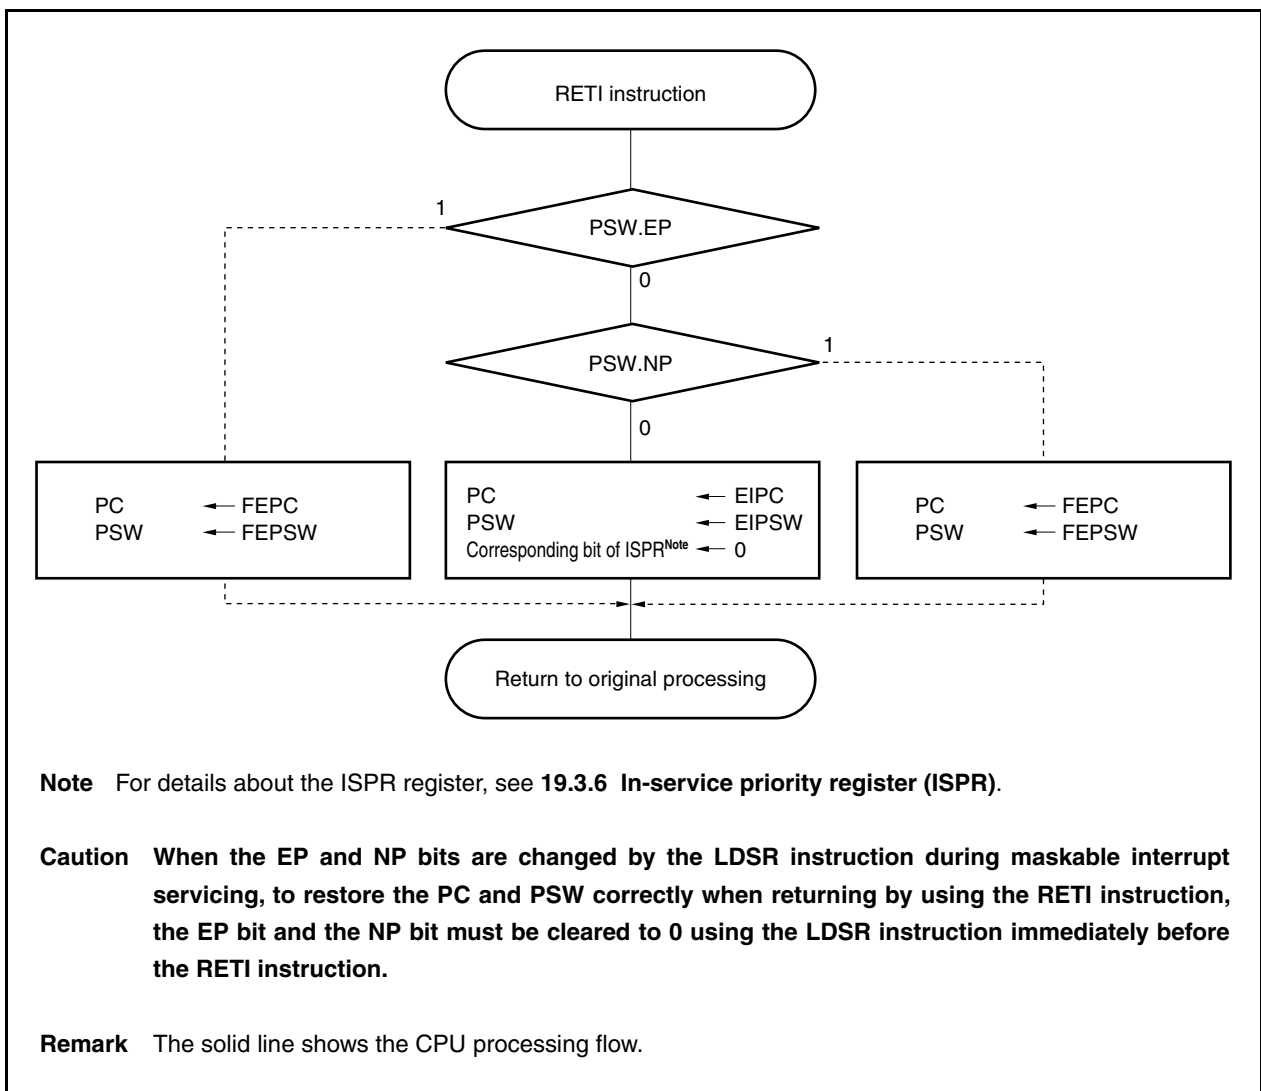 RETI instruction
1
PSW.EP
0
PSW.NP
1
0
PC ← FEPC
PSW ← FEPSW
PC ← EIPC
PSW ← EIPSW
Corresponding bit of ISPRNote ← 0
PC ← FEPC
PSW ← FEPSW
Return to original processing
Note For details about the ISPR register, see 19.3.6 In-service priority register (ISPR).
Caution When the EP and NP bits are changed by the LDSR instruction during maskable interrupt
servicing, to restore the PC and PSW correctly when returning by using the RETI instruction,
the EP bit and the NP bit must be cleared to 0 using the LDSR instruction immediately before
the RETI instruction.
Remark The solid line shows the CPU processing flow.